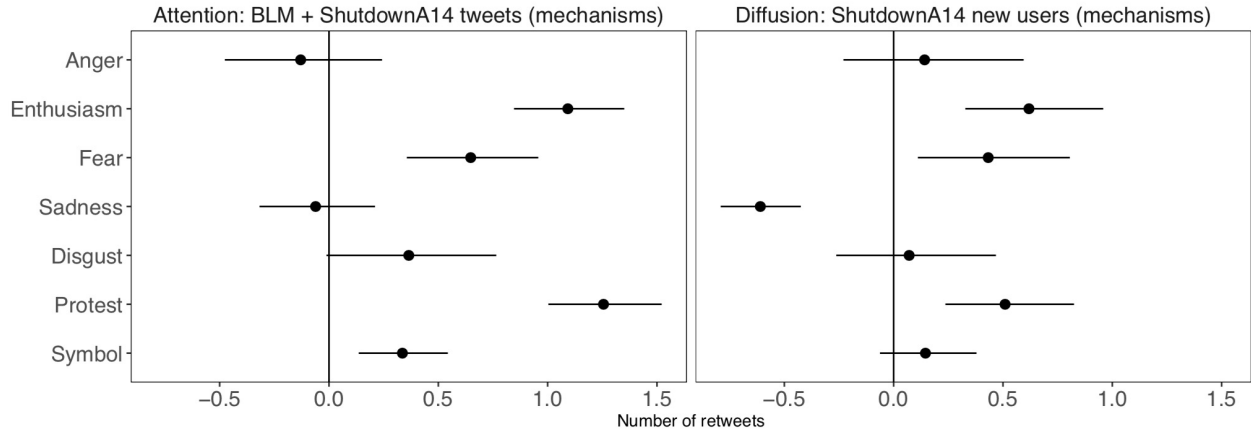 Attention: BLM + ShutdownA14 tweets (mechanisms)
Diffusion: ShutdownA14 new users (mechanisms)
Anger
Enthusiasm
Fear
Sadness
Disgust
Protest
Symbol
−0.5 0.0 0.5 1.0 1.5
−0.5 0.0 0.5 1.0 1.5
Number of retweets